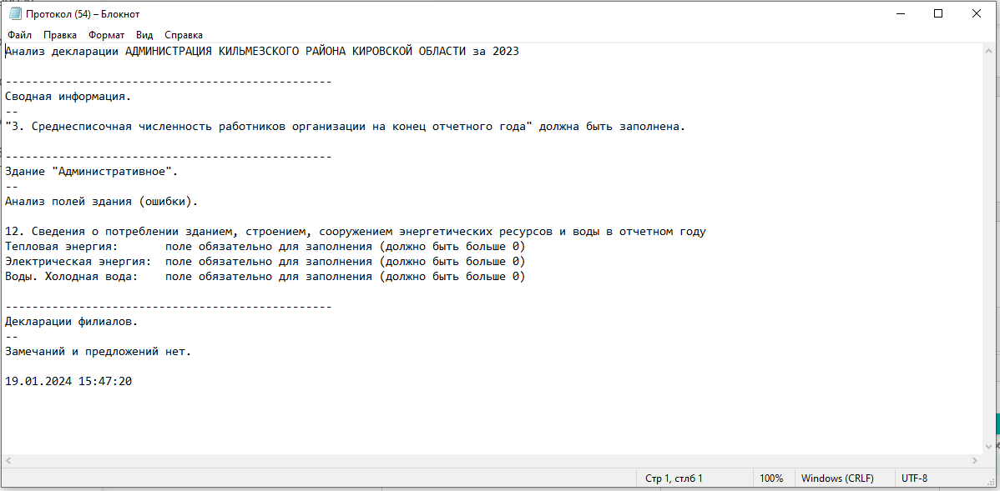 Протокол (54) – Блокнот
Файл Правка Формат Вид Справка
Анализ декларации АДМИНИСТРАЦИЯ КИЛЬМЕЗСКОГО РАЙОНА КИРОВСКОЙ ОБЛАСТИ за 2023
-------------------------------------------------
Сводная информация.
--
"3. Среднесписочная численность работников организации на конец отчетного года" должна быть заполнена.
-------------------------------------------------
Здание "Административное".
--
Анализ полей здания (ошибки).
12. Сведения о потреблении зданием, строением, сооружением энергетических ресурсов и воды в отчетном году
Тепловая энергия:       поле обязательно для заполнения (должно быть больше 0)
Электрическая энергия:  поле обязательно для заполнения (должно быть больше 0)
Воды. Холодная вода:    поле обязательно для заполнения (должно быть больше 0)
-------------------------------------------------
Декларации филиалов.
--
Замечаний и предложений нет.
19.01.2024 15:47:20
Стр 1, стлб 1 100% Windows (CRLF) UTF-8